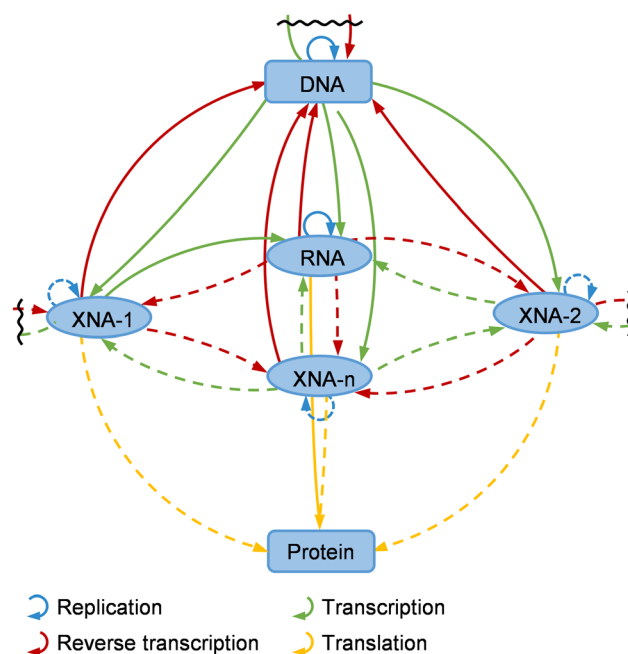 DNA
RNA
XNA-1
XNA-2
XNA-n
Protein
Replication
Transcription
Reverse transcription
Translation